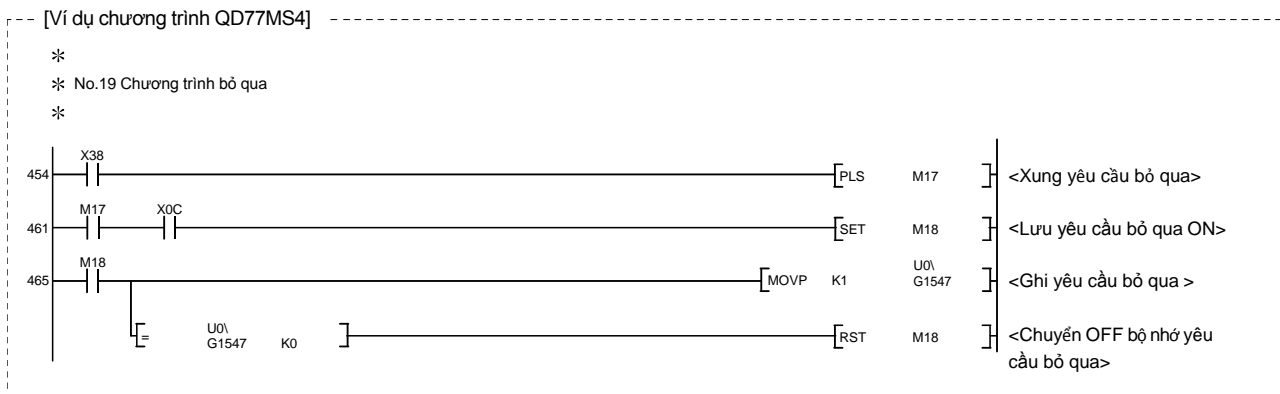 [Ví dụ chương trình QD77MS4]
*
* No.19 Chương trình bỏ qua
*
X38
454 PLS M17 <Xung yêu cầu bỏ qua>
M17 X0C
461 SET M18 <Lưu yêu cầu bỏ qua ON>
M18
465 MOVP K1 U0\ G1547 <Ghi yêu cầu bỏ qua >
= U0\ G1547 K0 RST M18 <Chuyển OFF bộ nhớ yêu
cầu bỏ qua>